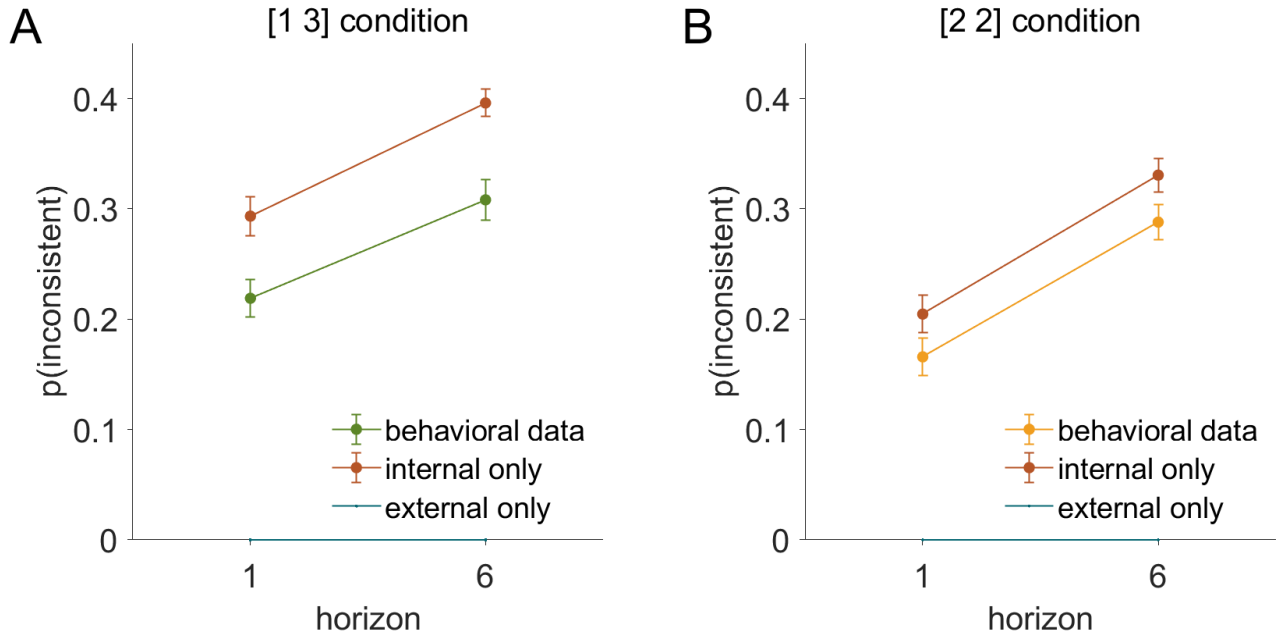 A
[1 3] condition
p(inconsistent)
0.4
0.3
0.2
0.1
0
behavioral data
internal only
external only
1
6
horizon
B
[2 2] condition
p(inconsistent)
0.4
0.3
0.2
0.1
0
behavioral data
internal only
external only
1
6
horizon